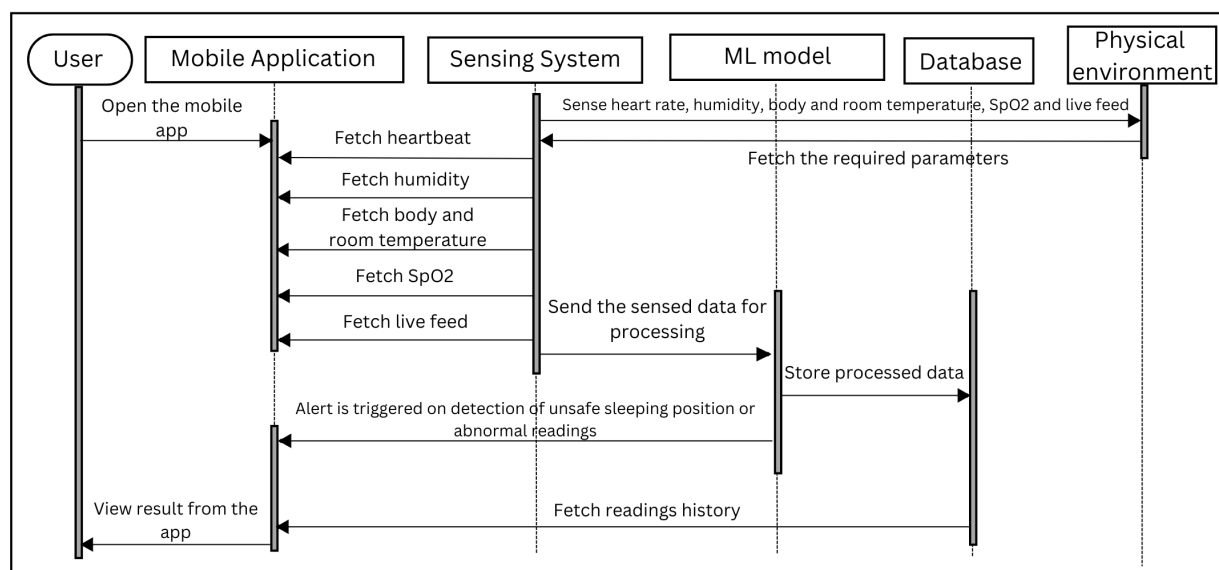 User
Mobile Application
Sensing System
ML model
Database
Physical
environment
Open the mobile
app
Sense heart rate, humidity, body and room temperature, SpO2 and live feed
Fetch heartbeat
Fetch the required parameters
Fetch humidity
Fetch body and
room temperature
Fetch SpO2
Fetch live feed
Send the sensed data for
processing
Store processed data
Alert is triggered on detection of unsafe sleeping position or
abnormal readings
View result from the
app
Fetch readings history